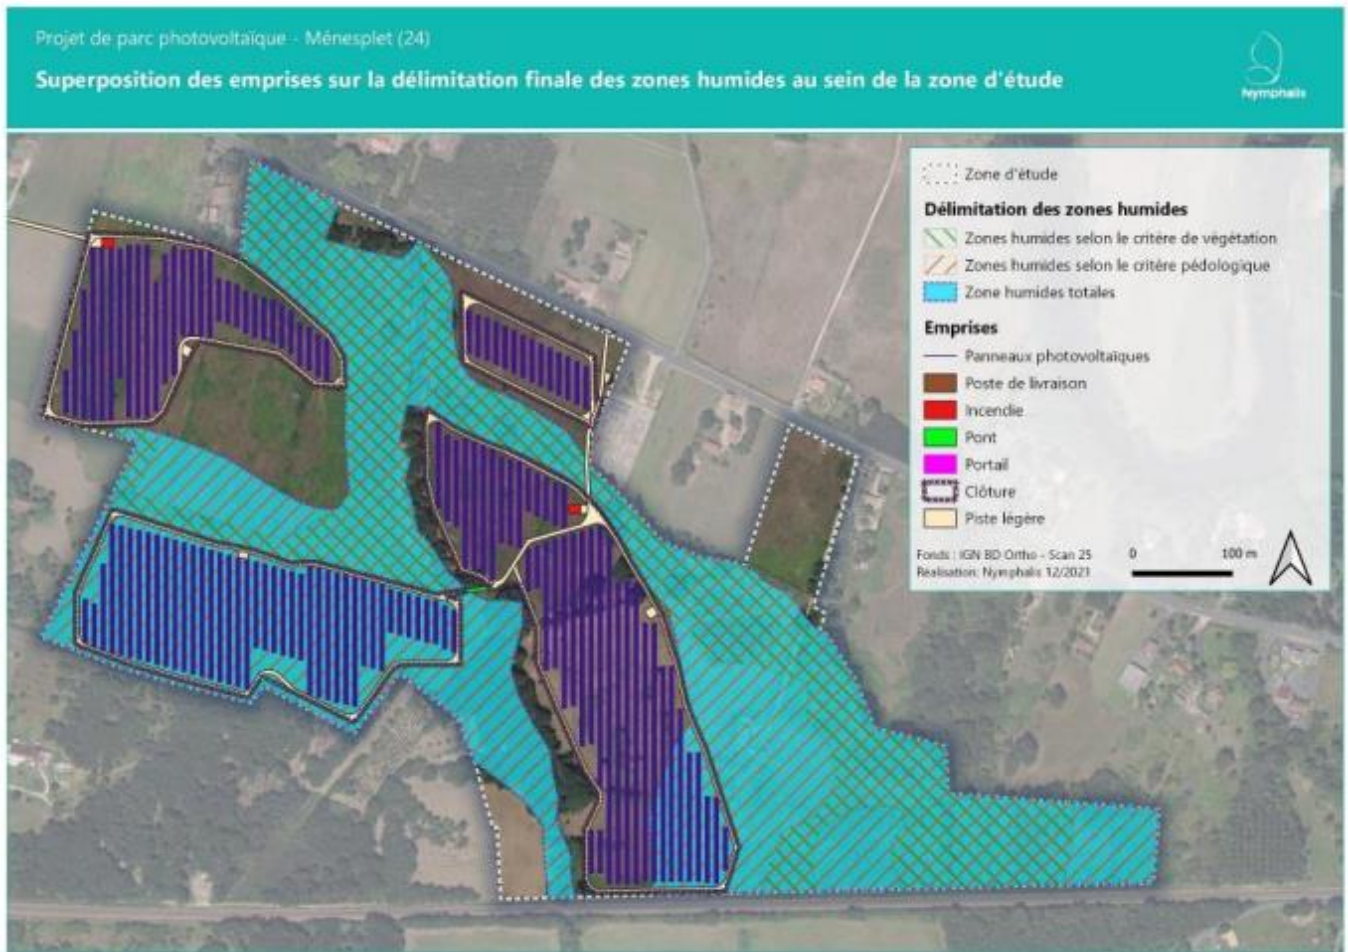 Projet de parc photovoltaïque - Ménesplet (24)
Superposition des emprises sur la délimitation finale des zones humides au sein de la zone d'étude
Nymphalis
Zone d'étude
Délimitation des zones humides
Zones humides selon le critère de végétation
Zones humides selon le critère pédologique
Zone humides totales
Emprises
Panneaux photovoltaïques
Poste de livraison
Incendie
Pont
Portail
Clôture
Piste légère
Fonds : IGN BD Ortho - Scan 25
Réalisation: Nymphalis 12/2021
0 100 m